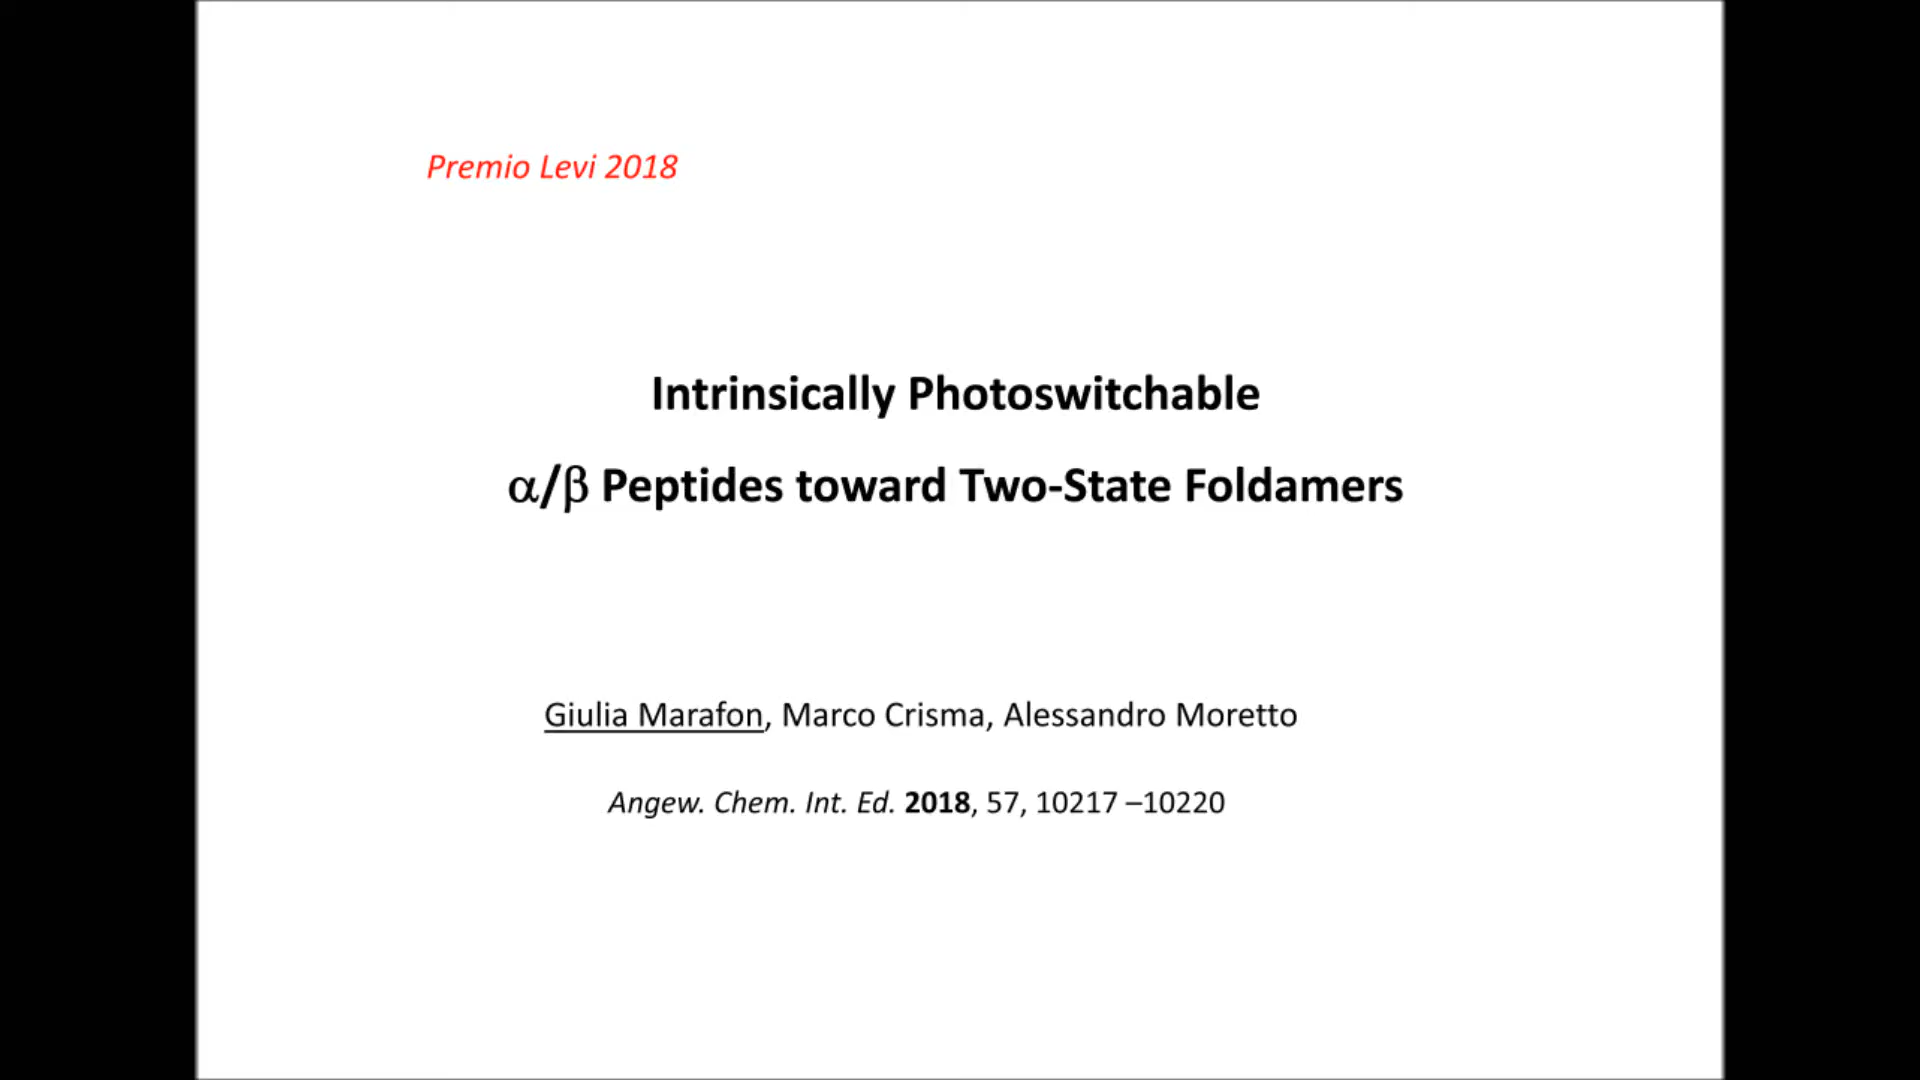 Premio Levi 2018
Intrinsically Photoswitchable
α/β Peptides toward Two-State Foldamers
Giulia Marafon, Marco Crisma, Alessandro Moretto
Angew. Chem. Int. Ed. 2018, 57, 10217 –10220